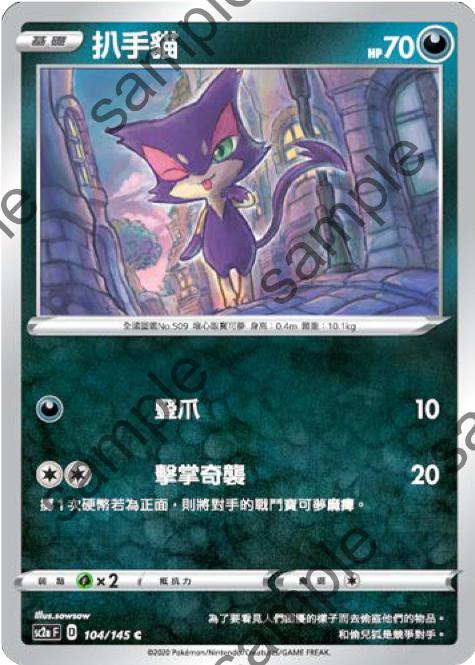 基礎 扒手貓 HP70
全國圖鑑No.509 壞心眼寶可夢 身高：0.4m 體重：10.1kg
爪 10
擊掌奇襲 20
擲1次硬幣若為正面，則將對手的戰鬥寶可夢麻痺。
弱點 ×2 抵抗力 撤退
illus.sowsow
sc2a F D 104/145 C
為了要看見人們困擾的樣子而去偷盜他們的物品。
和偷兒狐是競爭對手。
©2020 Pokémon/Nintendo/Creatures/GAME FREAK.
sample
sample
sample
sample
sample
sample